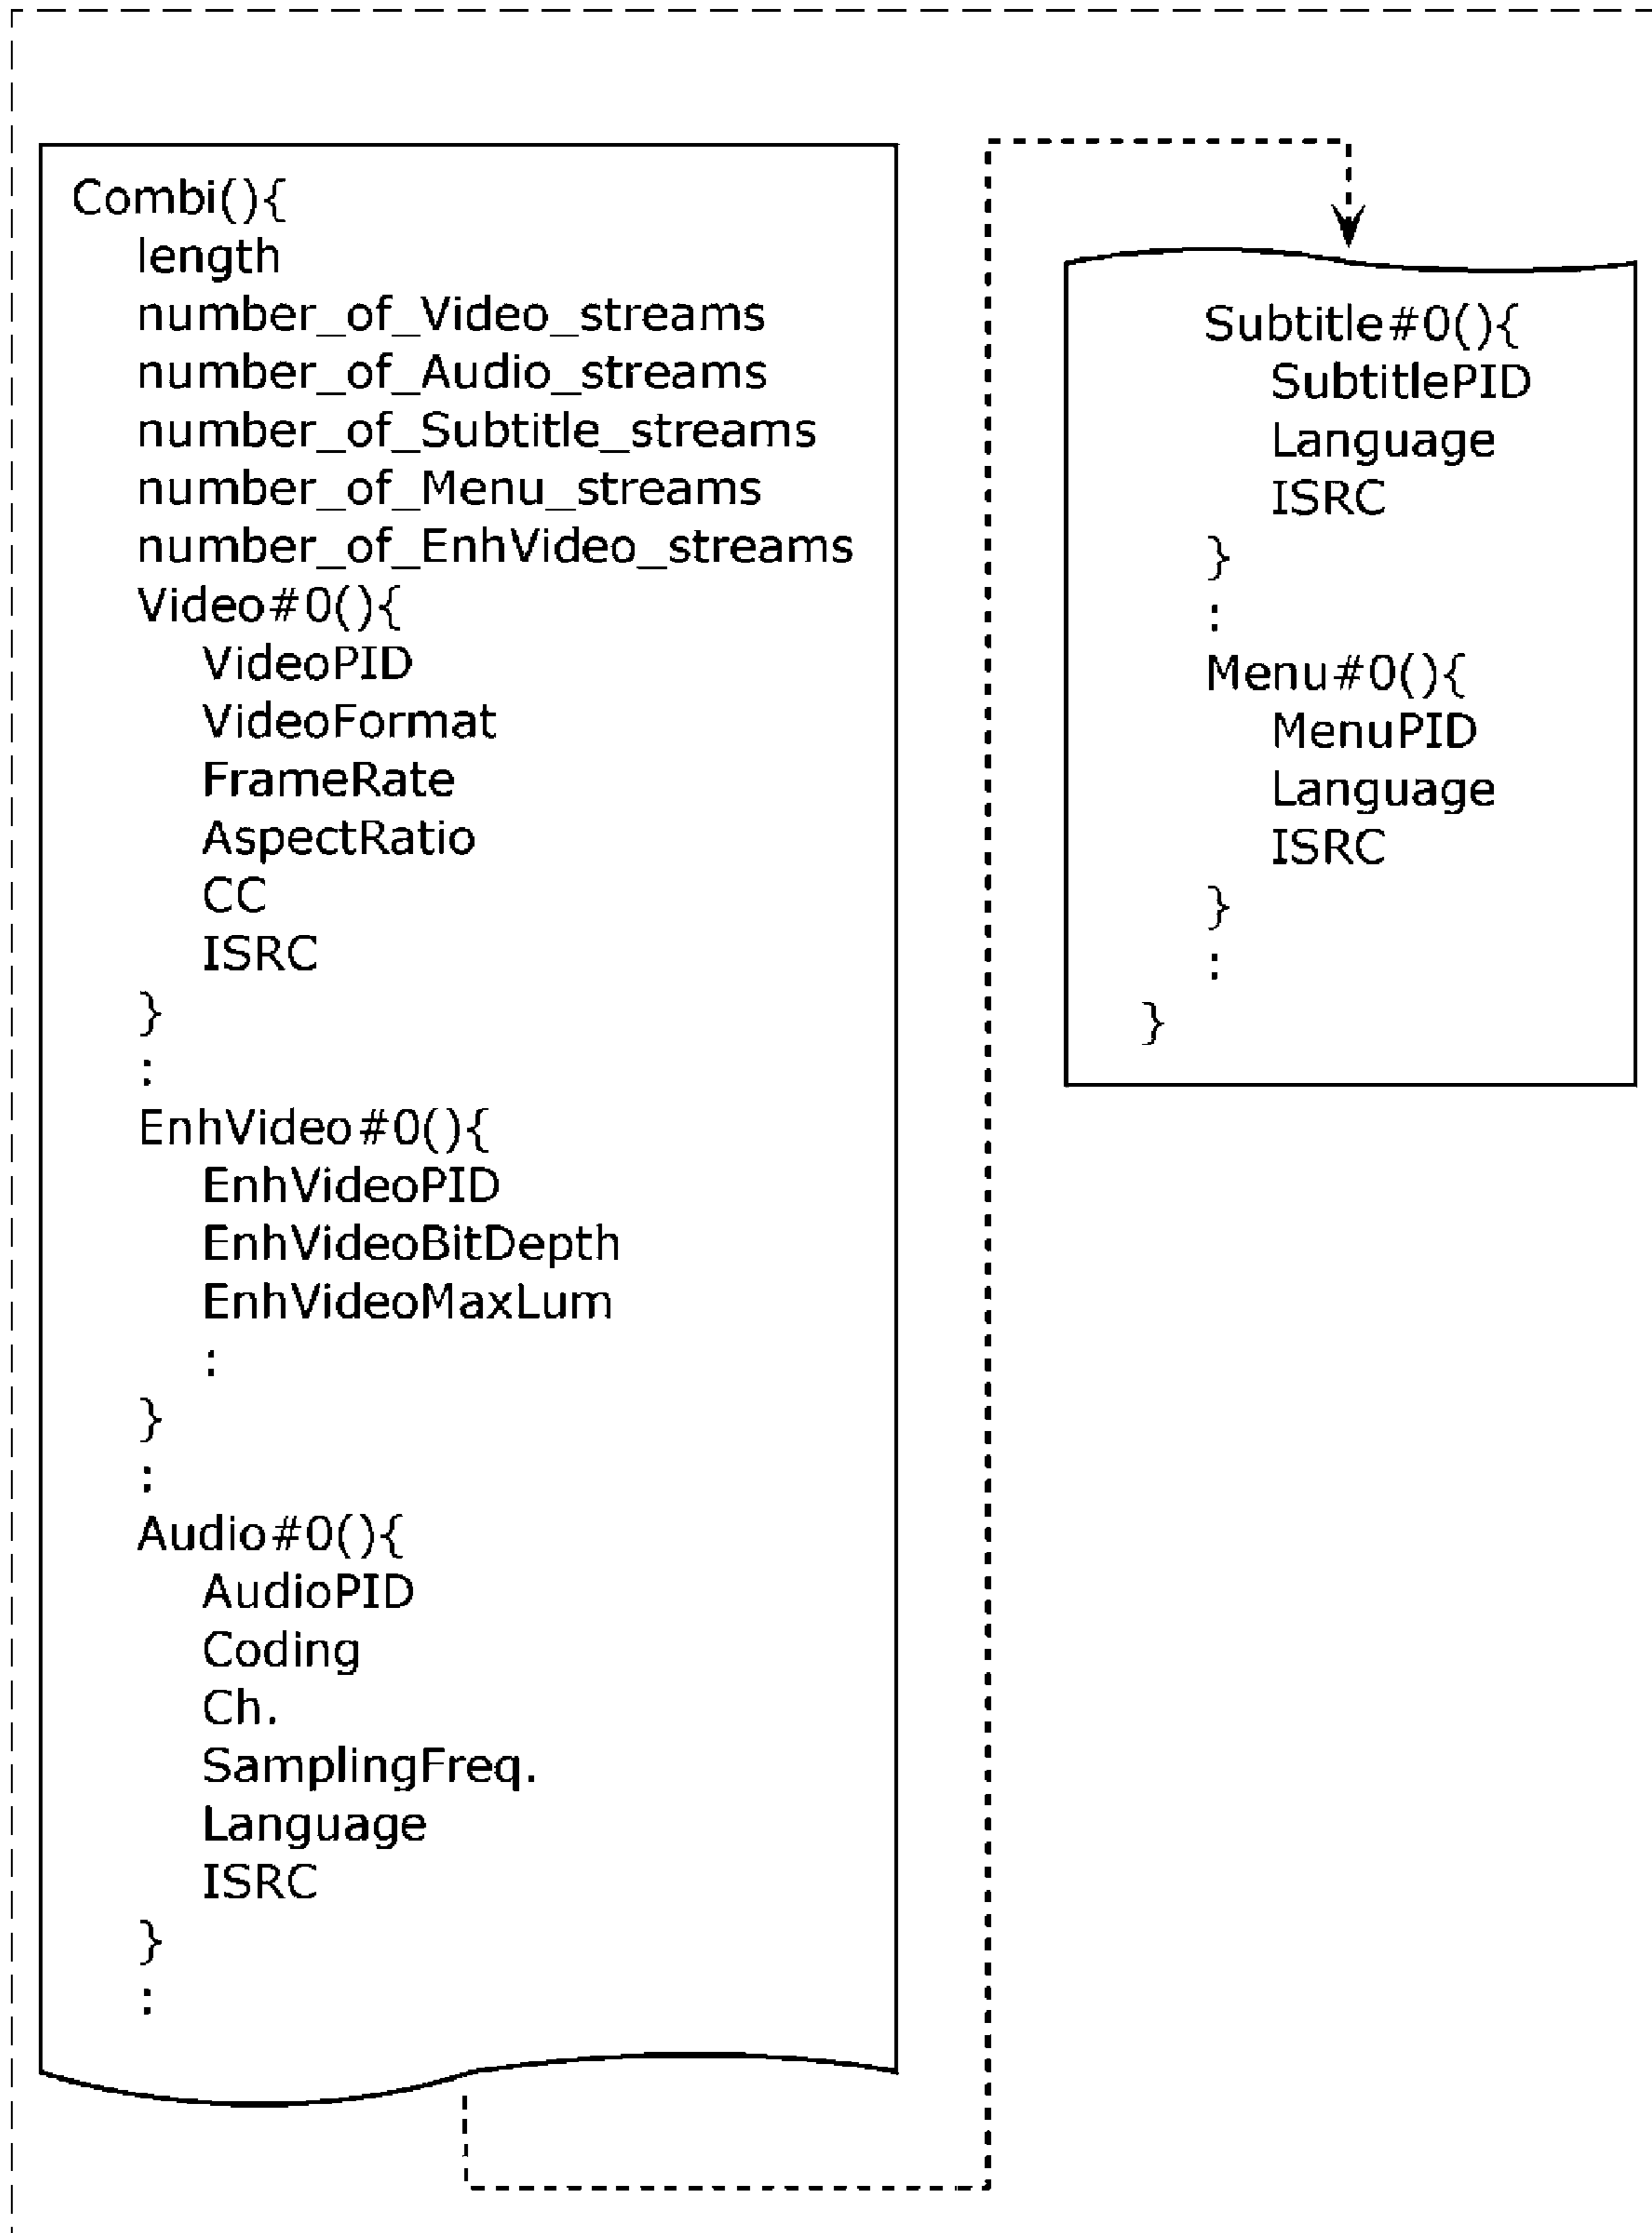 Combi(){
length
number_of_Video_streams
number_of_Audio_streams
number_of_Subtitle_streams
number_of_Menu_streams
number_of_EnhVideo_streams
Video#0(){
VideoPID
VideoFormat
FrameRate
AspectRatio
CC
ISRC
}
:
EnhVideo#0(){
EnhVideoPID
EnhVideoBitDepth
EnhVideoMaxLum
:
}
:
Audio#0(){
AudioPID
Coding
Ch.
SamplingFreq.
Language
ISRC
}
:
Subtitle#0(){
SubtitlePID
Language
ISRC
}
:
Menu#0(){
MenuPID
Language
ISRC
}
:
}